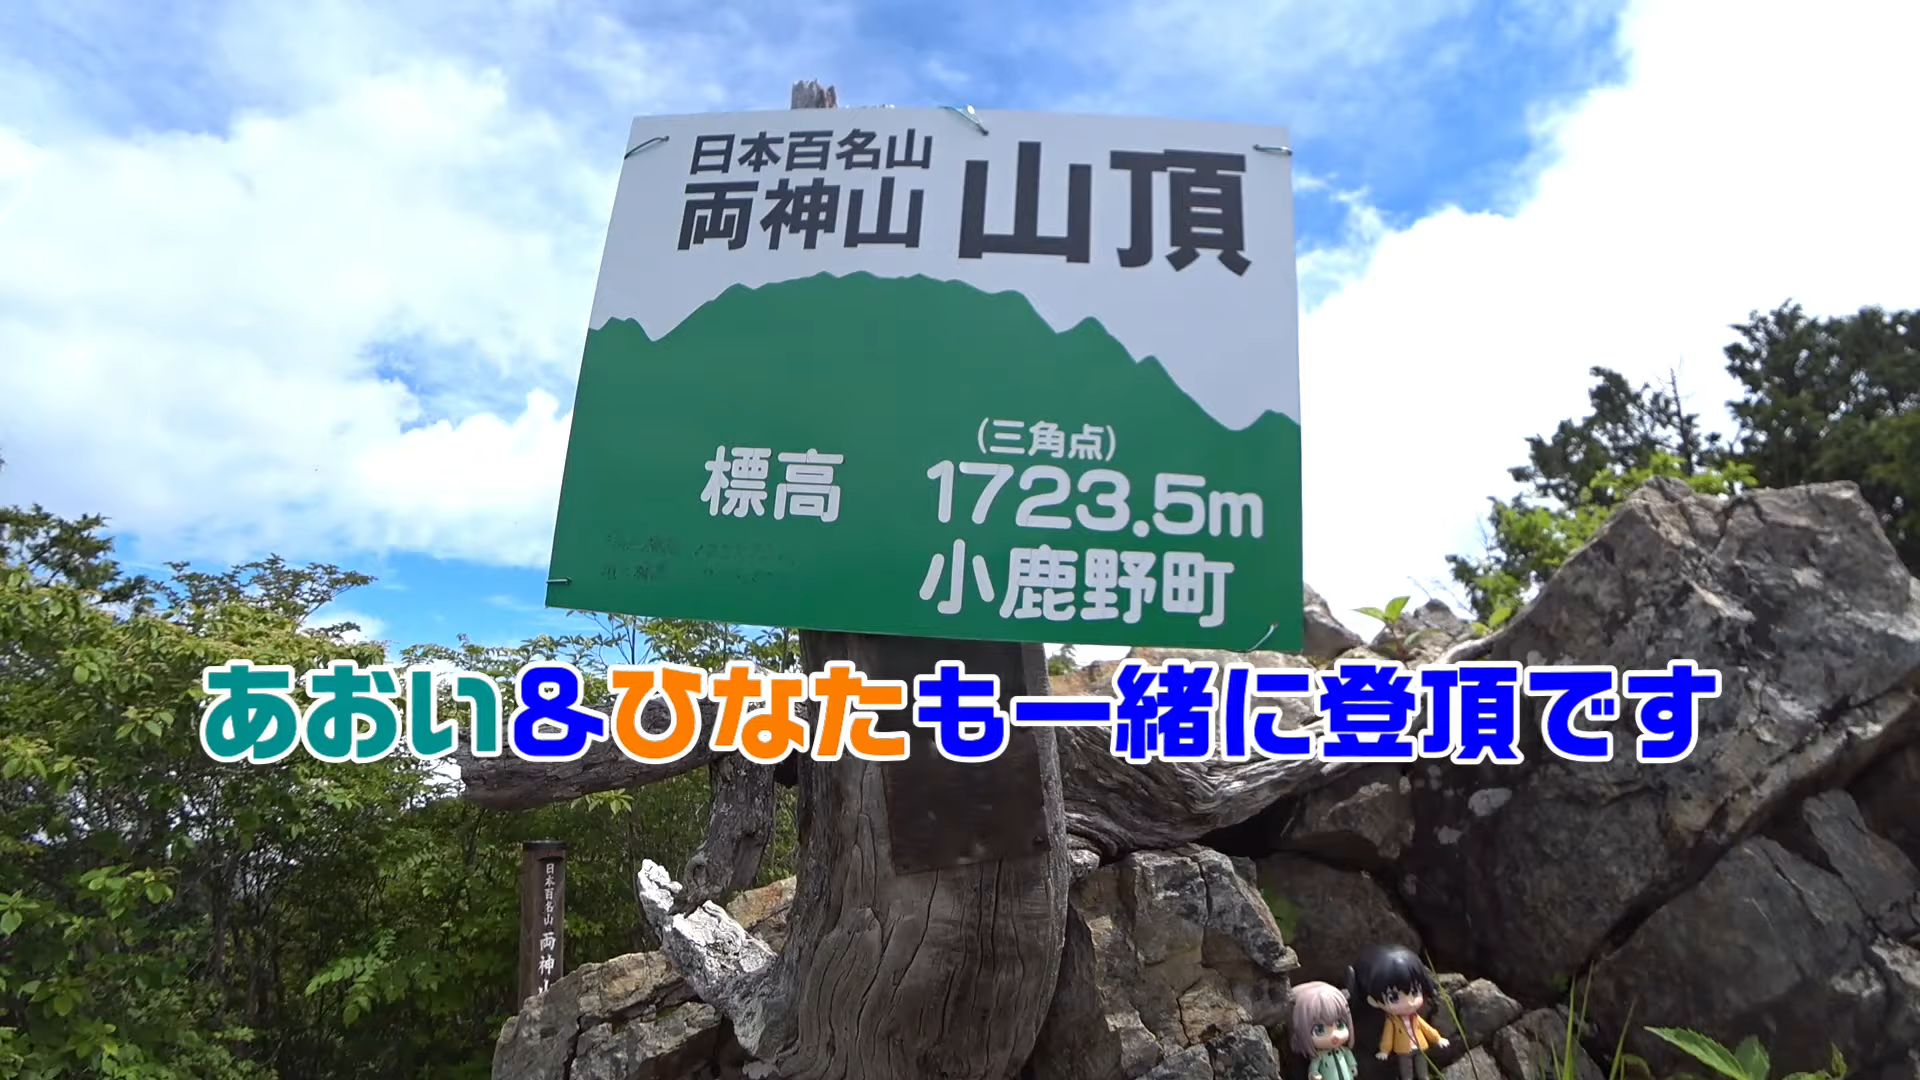 日本百名山
両神山 山頂
(三角点)
標高 1723.5m
小鹿野町
あおい&ひなたも一緒に登頂です
日本百名山 両神山